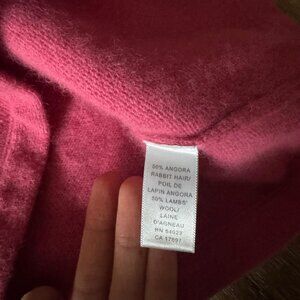 50% ANGORA
RABBIT HAIR/
POIL DE
LAPIN ANGORA
50% LAMBS'
WOOL/
LAINE
D'AGNEAU
RN 54023
CA 17897